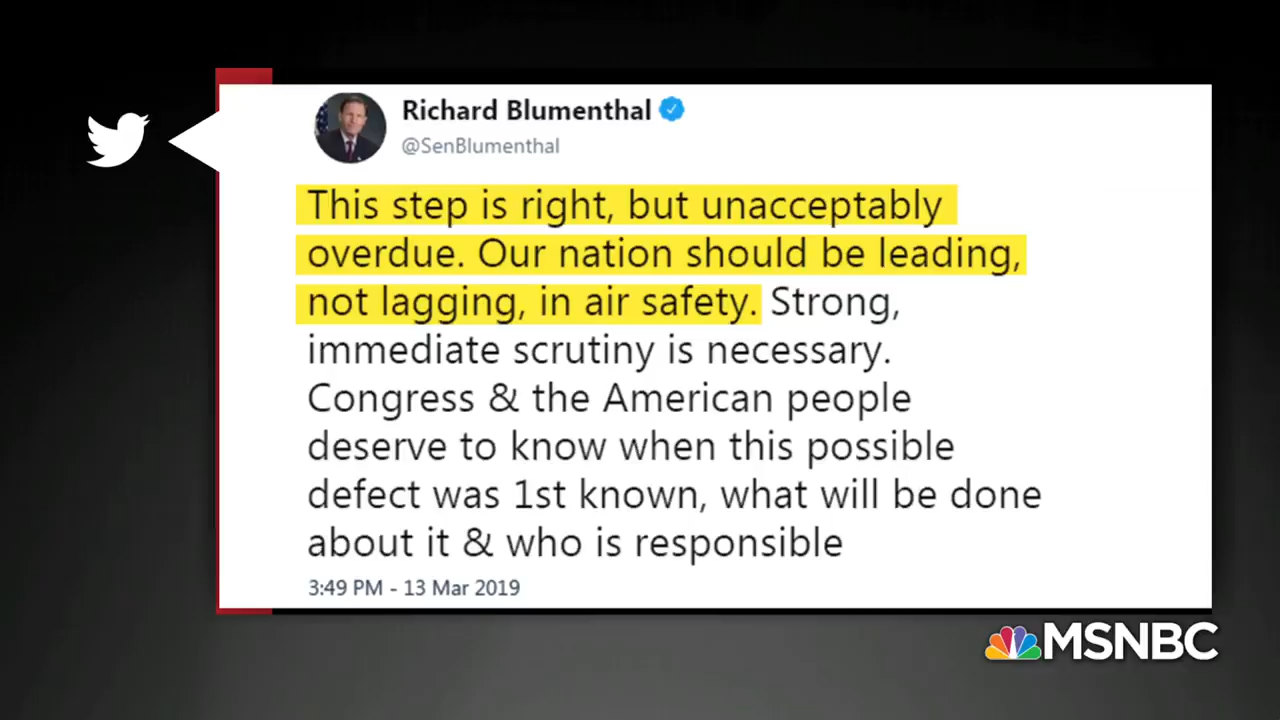 Richard Blumenthal
@SenBlumenthal
This step is right, but unacceptably
overdue. Our nation should be leading,
not lagging, in air safety. Strong,
immediate scrutiny is necessary.
Congress & the American people
deserve to know when this possible
defect was 1st known, what will be done
about it & who is responsible
3:49 PM - 13 Mar 2019
MSNBC